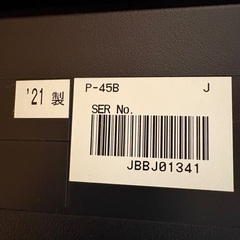 '21 製
P-45B J
SER No.
JBBJ01341